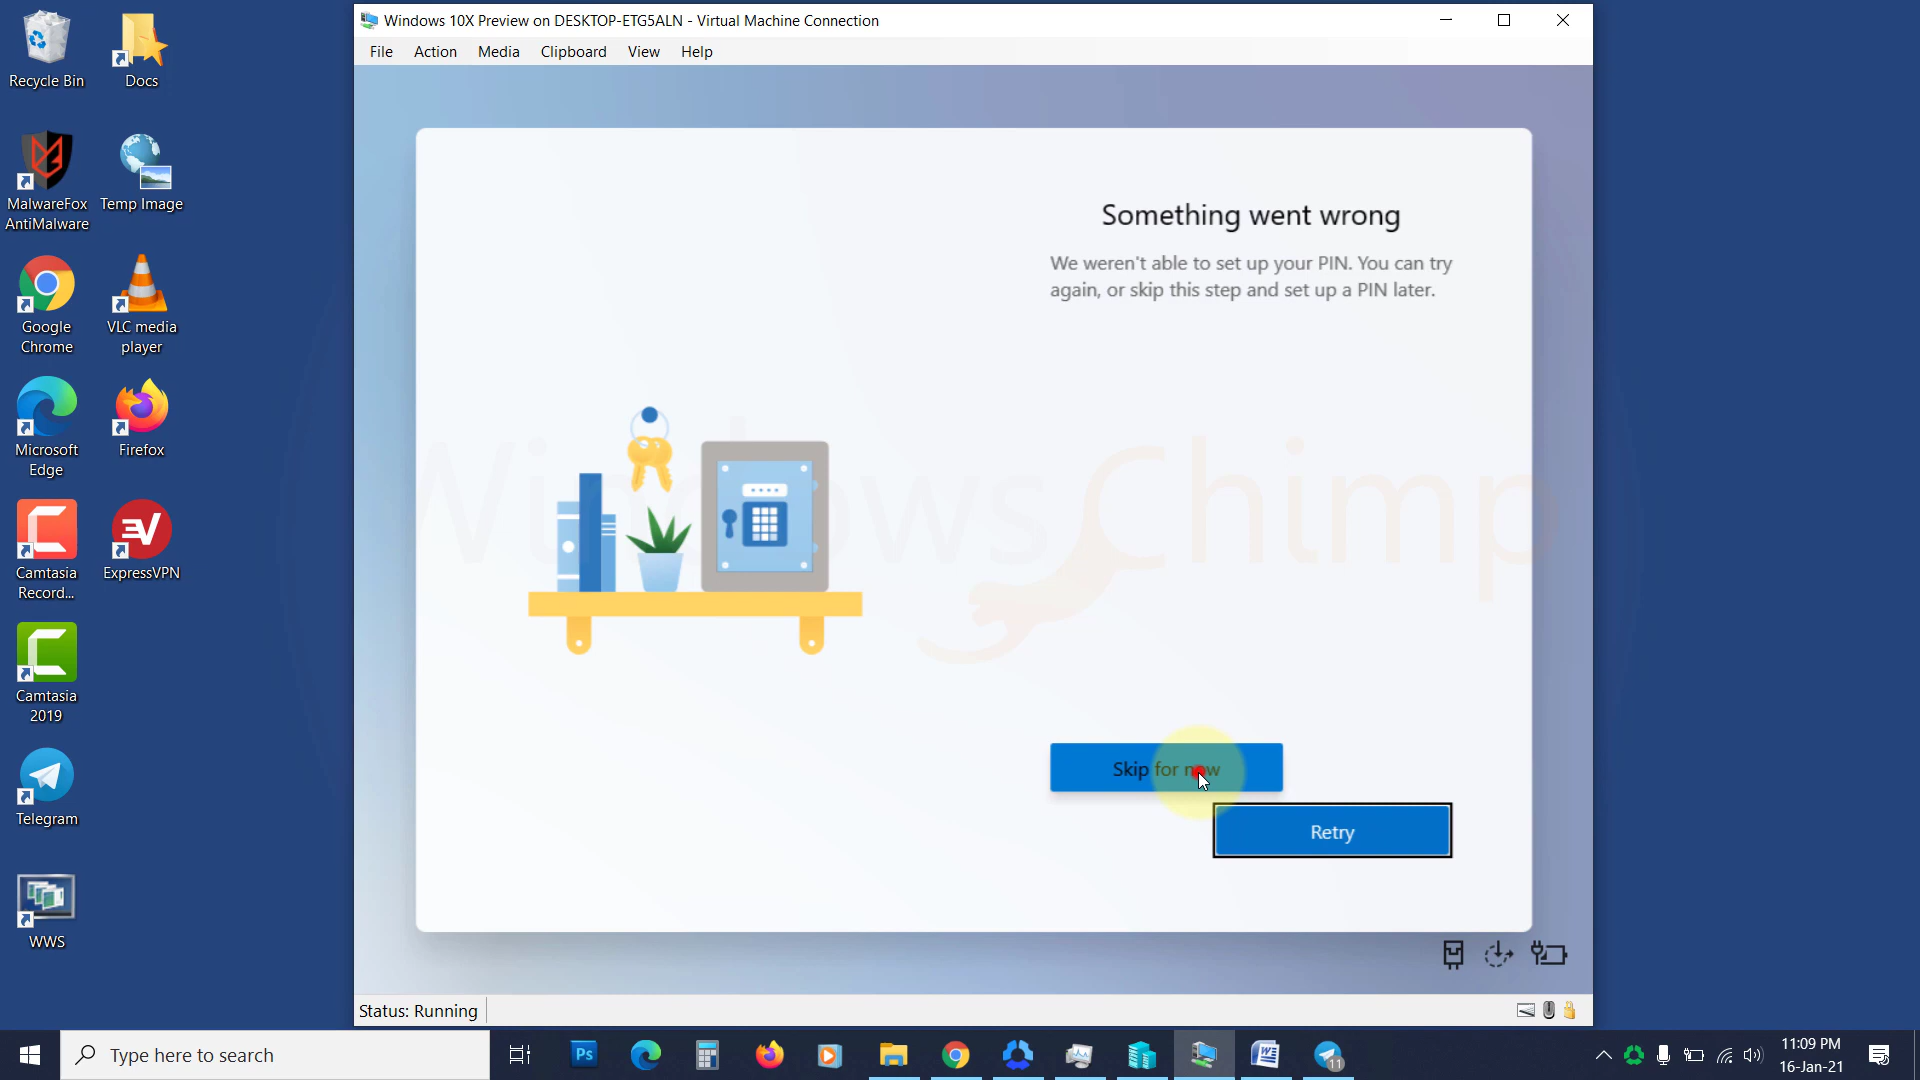 Windows 10X Preview on DESKTOP-ETG5ALN - Virtual Machine Connection
File Action Media Clipboard View Help
Recycle Bin
Docs
MalwareFox
AntiMalware
Temp Image
Google
Chrome
VLC media
player
Microsoft
Edge
Firefox
Camtasia
Record...
ExpressVPN
Camtasia
2019
Telegram
WWS
Something went wrong
We weren't able to set up your PIN. You can try
again, or skip this step and set up a PIN later.
WindowsChimp
Skip for now
Retry
Status: Running
Type here to search
Ps
11
11:09 PM
16-Jan-21